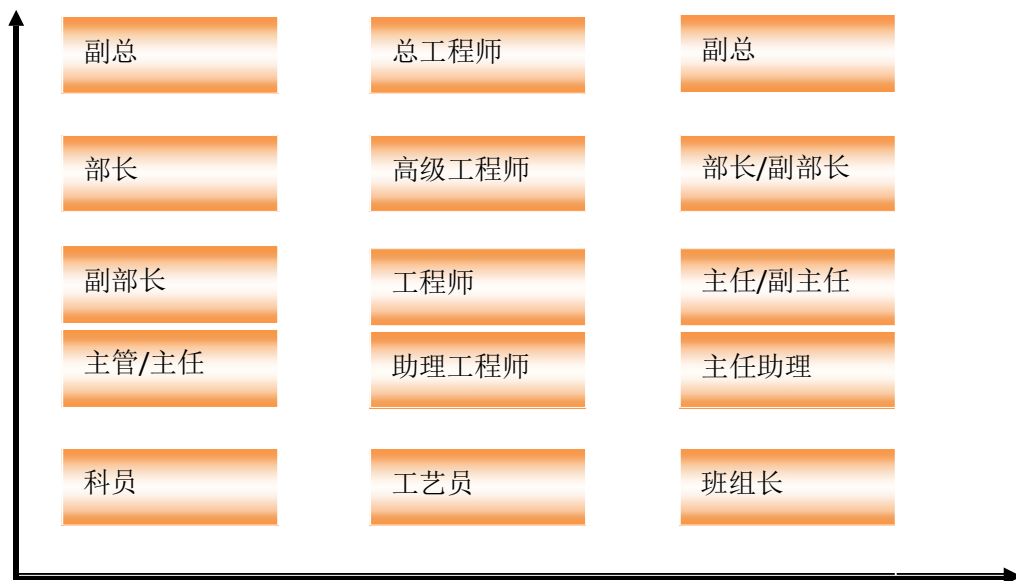 副总
总工程师
副总
部长
高级工程师
部长/副部长
副部长
工程师
主任/副主任
主管/主任
助理工程师
主任助理
科员
工艺员
班组长